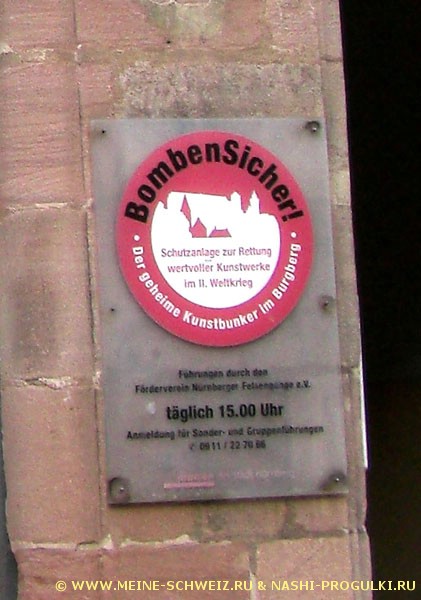 BombenSicher!
Schutzanlage zur Rettung
wertvoller Kunstwerke
im II. Weltkrieg
• Der geheime Kunstbunker im Burgberg •
Führungen durch den
Förderverein Nürnberger Felsengänge e.V.
täglich 15.00 Uhr
Anmeldung für Sonder- und Gruppenführungen
✆ 0911 / 22 70 66
© WWW.MEINE-SCHWEIZ.RU & NASHI-PROGULKI.RU